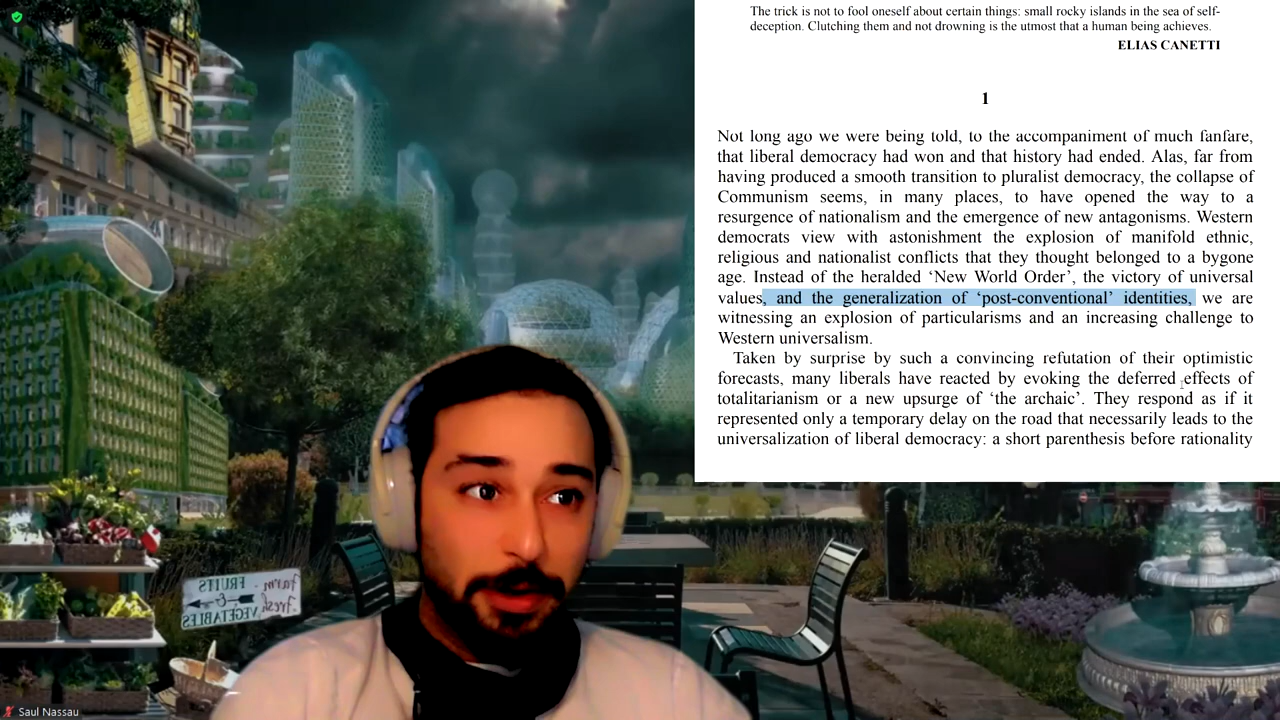 The trick is not to fool oneself about certain things: small rocky islands in the sea of self-
deception. Clutching them and not drowning is the utmost that a human being achieves.
ELIAS CANETTI
1
Not long ago we were being told, to the accompaniment of much fanfare,
that liberal democracy had won and that history had ended. Alas, far from
having produced a smooth transition to pluralist democracy, the collapse of
Communism seems, in many places, to have opened the way to a
resurgence of nationalism and the emergence of new antagonisms. Western
democrats view with astonishment the explosion of manifold ethnic,
religious and nationalist conflicts that they thought belonged to a bygone
age. Instead of the heralded ‘New World Order’, the victory of universal
values, and the generalization of ‘post-conventional’ identities, we are
witnessing an explosion of particularisms and an increasing challenge to
Western universalism.
Taken by surprise by such a convincing refutation of their optimistic
forecasts, many liberals have reacted by evoking the deferred effects of
totalitarianism or a new upsurge of ‘the archaic’. They respond as if it
represented only a temporary delay on the road that necessarily leads to the
universalization of liberal democracy: a short parenthesis before rationality
FRUITS
&
VEGETABLES
Farm
Fresh
Saul Nassau